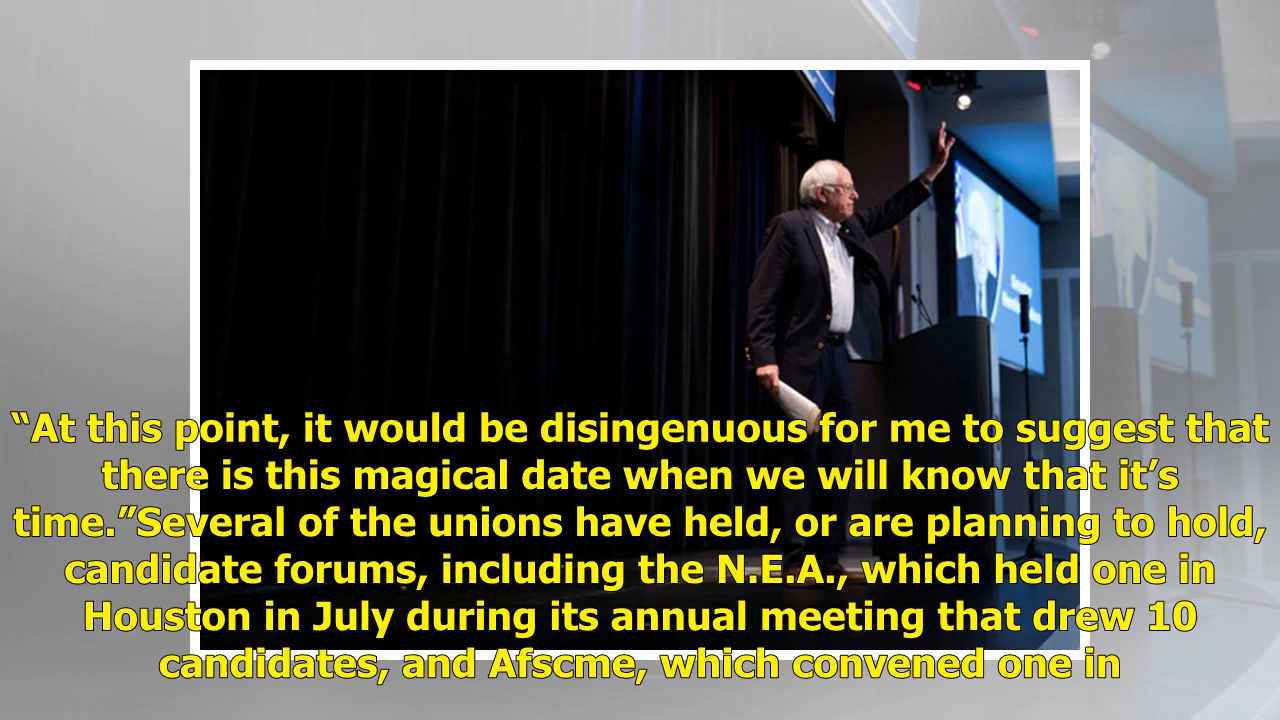 “At this point, it would be disingenuous for me to suggest that
there is this magical date when we will know that it’s
time.”Several of the unions have held, or are planning to hold,
candidate forums, including the N.E.A., which held one in
Houston in July during its annual meeting that drew 10
candidates, and Afscme, which convened one in